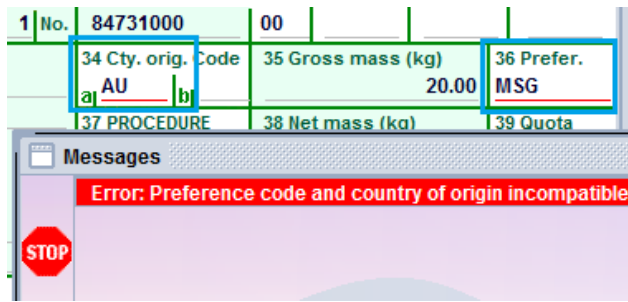 1 No. 84731000 00
34 Cty. orig. Code 35 Gross mass (kg) 36 Prefer.
a AU b 20.00 MSG
37 PROCEDURE 38 Net mass (kg) 39 Quota
Messages
Error: Preference code and country of origin incompatible
STOP